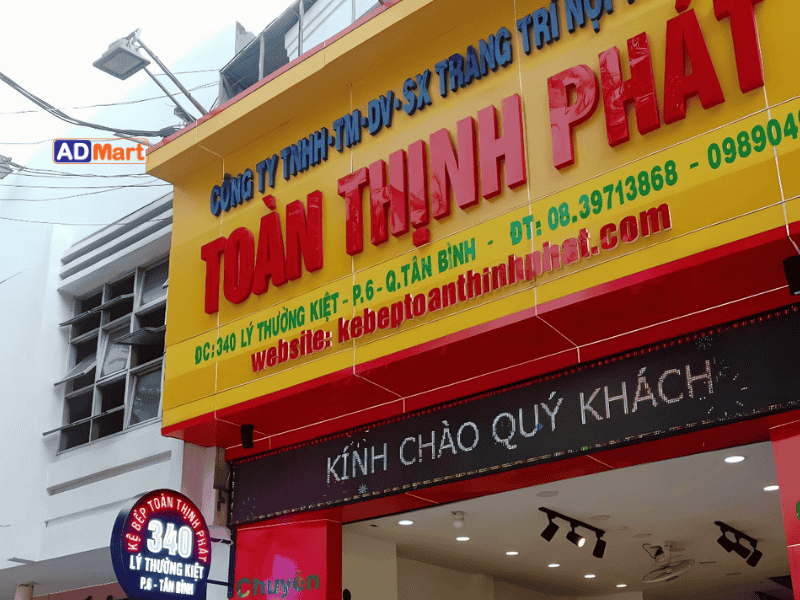 ADMart
CÔNG TY TNHH-TM-DV-SX TRANG TRÍ NỘI
TOÀN THỊNH PHÁT
ĐC: 340 LÝ THƯỜNG KIỆT - P.6 - Q.TÂN BÌNH - ĐT: 08.39713868 - 098904
website: kebeptoanthinhphat.com
KÍNH CHÀO QUÝ KHÁCH
KỆ BẾP TOÀN THỊNH PHÁT
340
LÝ THƯỜNG KIỆT
P.6 - TÂN BÌNH
Chuyên